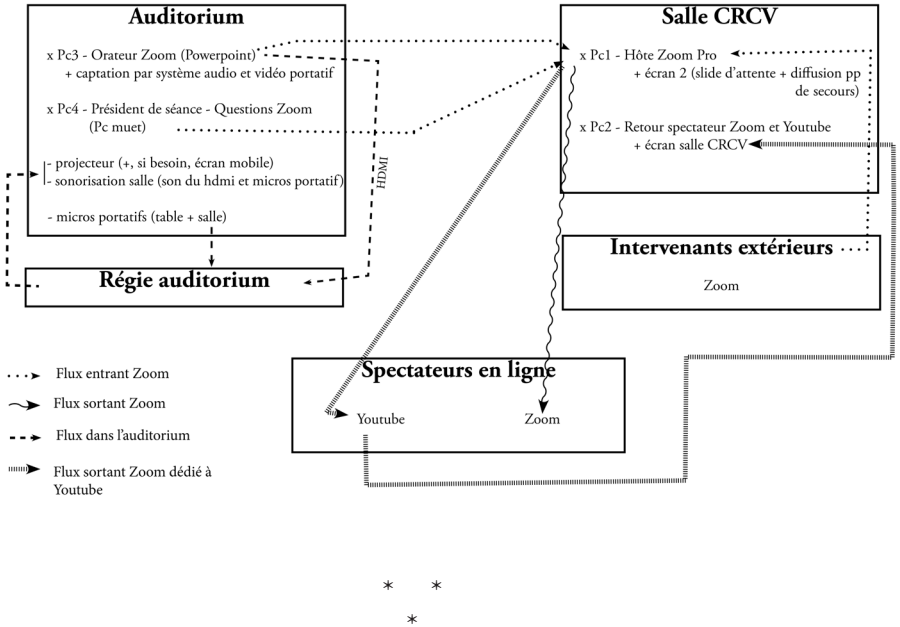 Auditorium
x Pc3 - Orateur Zoom (Powerpoint)
+ captation par système audio et vidéo portatif
x Pc4 - Président de séance - Questions Zoom
(Pc muet)
- projecteur (+, si besoin, écran mobile)
- sonorisation salle (son du hdmi et micros portatif)
- micros portatifs (table + salle)
HDMI
Régie auditorium
Salle CRCV
x Pc1 - Hôte Zoom Pro
+ écran 2 (slide d'attente + diffusion pp
de secours)
x Pc2 - Retour spectateur Zoom et Youtube
+ écran salle CRCV
Intervenants extérieurs
Zoom
Spectateurs en ligne
Youtube
Zoom
Flux entrant Zoom
Flux sortant Zoom
Flux dans l'auditorium
Flux sortant Zoom dédié à
Youtube
* *
*